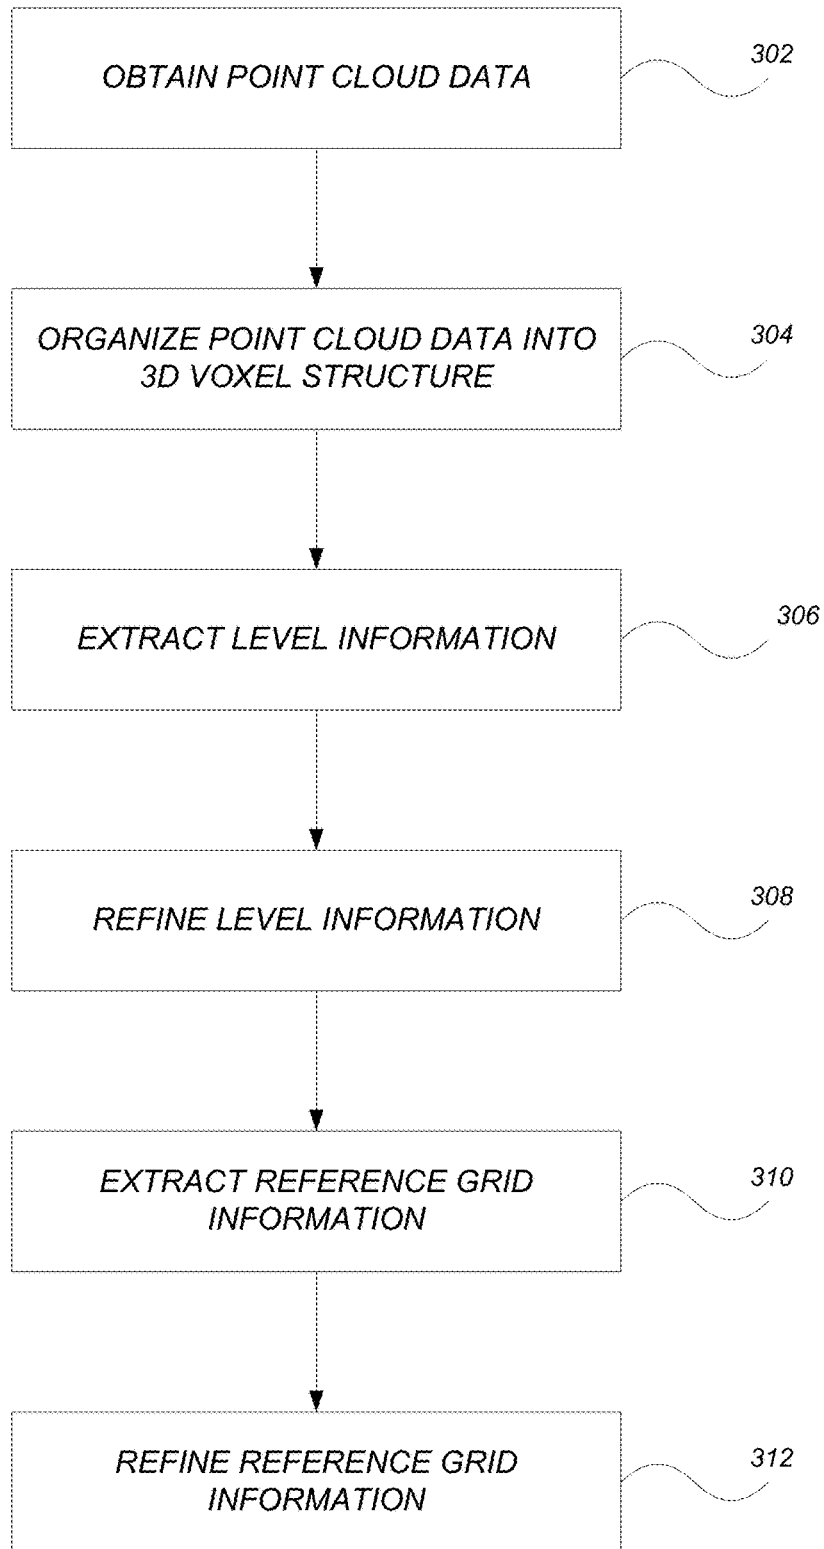 OBTAIN POINT CLOUD DATA
302
ORGANIZE POINT CLOUD DATA INTO
3D VOXEL STRUCTURE
304
EXTRACT LEVEL INFORMATION
306
REFINE LEVEL INFORMATION
308
EXTRACT REFERENCE GRID
INFORMATION
310
REFINE REFERENCE GRID
INFORMATION
312